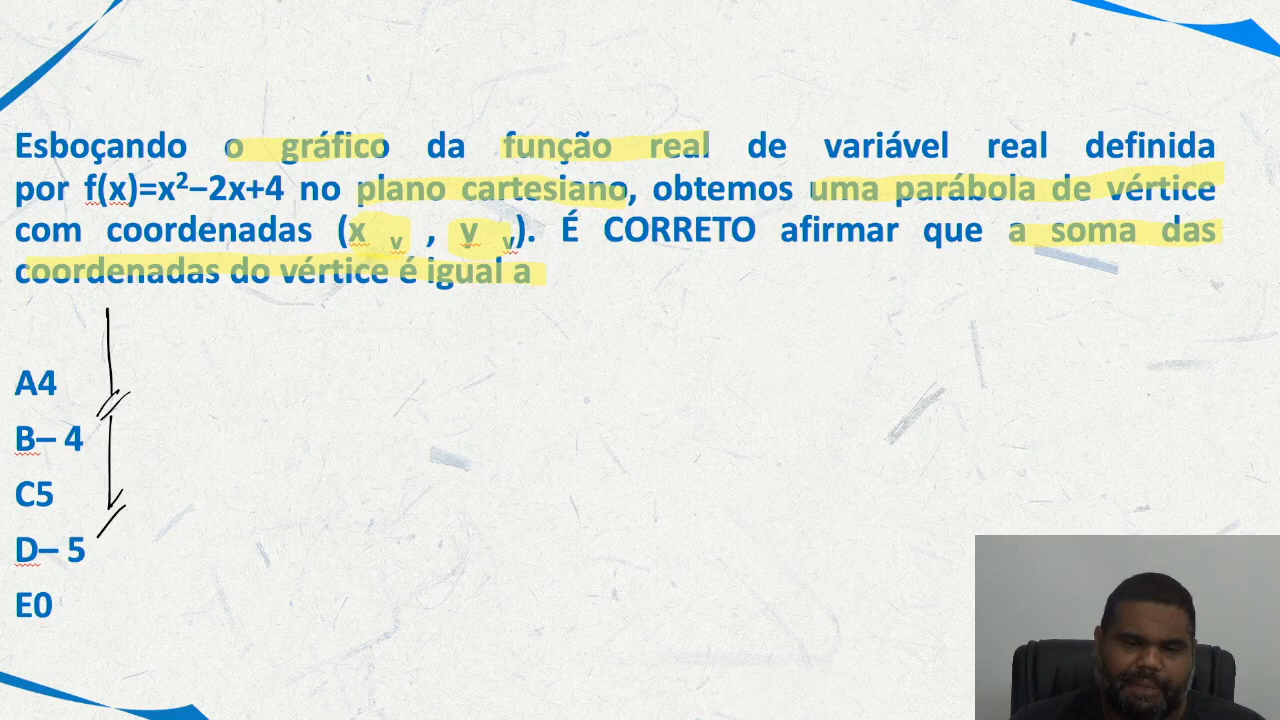 Esboçando o gráfico da função real de variável real definida
por f(x)=x²–2x+4 no plano cartesiano, obtemos uma parábola de vértice
com coordenadas (x v , y v). É CORRETO afirmar que a soma das
coordenadas do vértice é igual a
A4
B– 4
C5
D– 5
E0